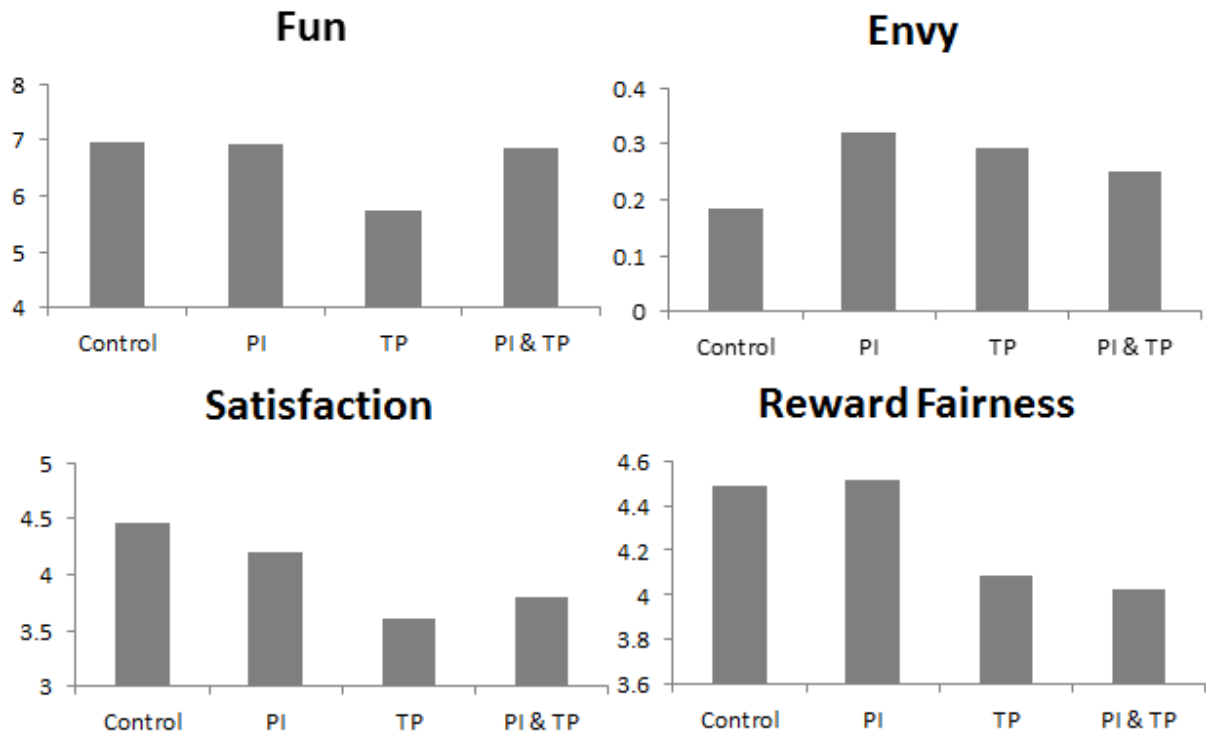 Fun
8
7
6
5
4
Control PI TP PI & TP
Envy
0.4
0.3
0.2
0.1
0
Control PI TP PI & TP
Satisfaction
5
4.5
4
3.5
3
Control PI TP PI & TP
Reward Fairness
4.6
4.4
4.2
4
3.8
3.6
Control PI TP PI & TP